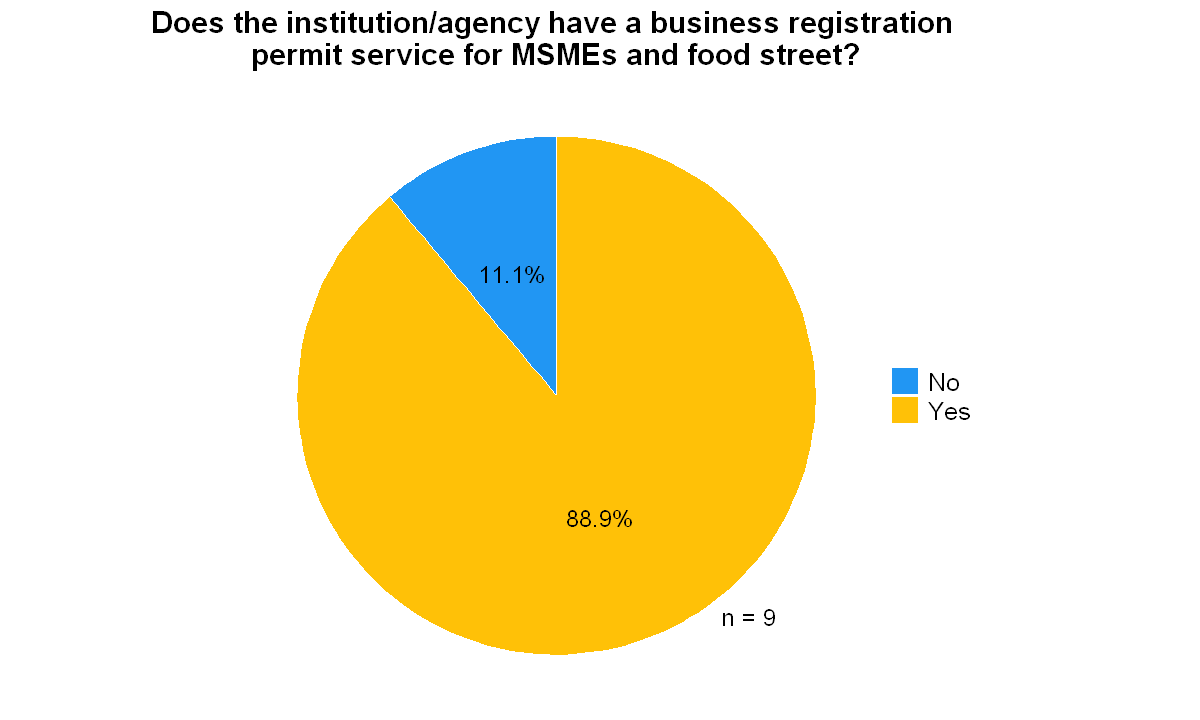 Does the institution/agency have a business registration
permit service for MSMEs and food street?
11.1%
No
Yes
88.9%
n = 9